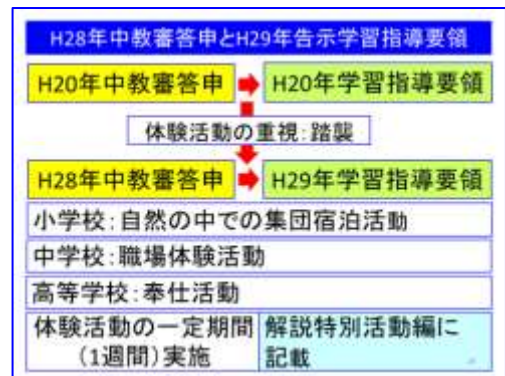 H28年中教審答申とH29年告示学習指導要領
H20年中教審答申
H20年学習指導要領
体験活動の重視:踏襲
H28年中教審答申
H29年学習指導要領
小学校:自然の中での集団宿泊活動
中学校:職場体験活動
高等学校:奉仕活動
体験活動の一定期間
(1週間)実施
解説特別活動編に
記載